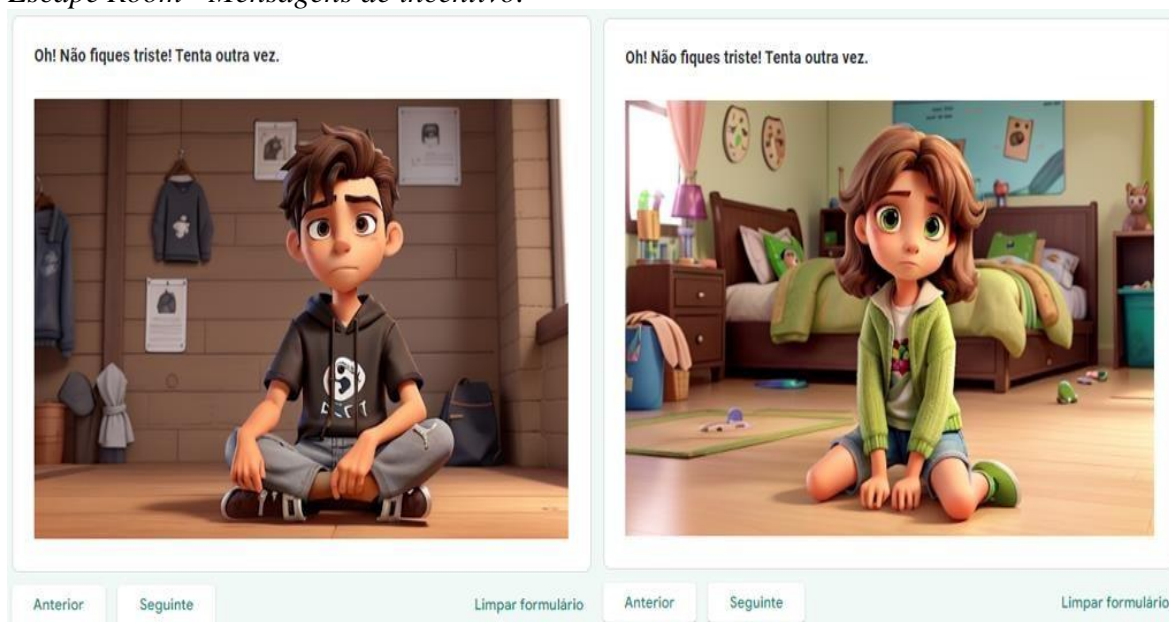 Escape Room - Mensagens de incentivo.
Oh! Não fiques triste! Tenta outra vez.
Anterior Seguinte Limpar formulário
Oh! Não fiques triste! Tenta outra vez.
Anterior Seguinte Limpar formulário